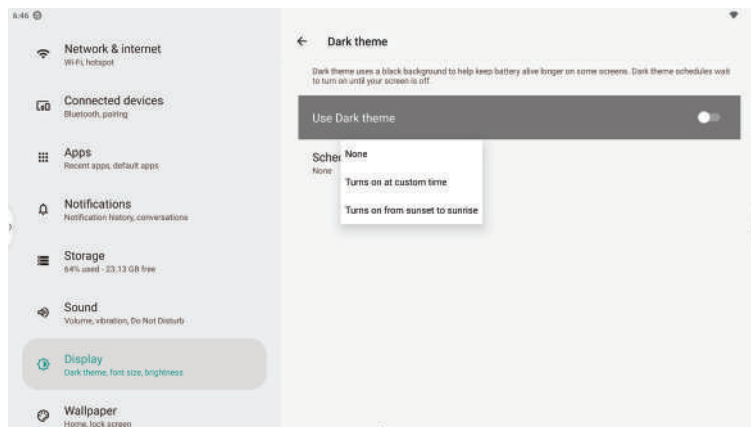 6:46
Network & internet
Wi-Fi, hotspot
Connected devices
Bluetooth, pairing
Apps
Recent apps, default apps
Notifications
Notification history, conversations
Storage
64% used - 23.13 GB free
Sound
Volume, vibration, Do Not Disturb
Display
Dark theme, font size, brightness
Wallpaper
Home, lock screen
Dark theme
Dark theme uses a black background to help keep battery alive longer on some screens. Dark theme schedules wait
to turn on until your screen is off.
Use Dark theme
Sche
None
None
Turns on at custom time
Turns on from sunset to sunrise